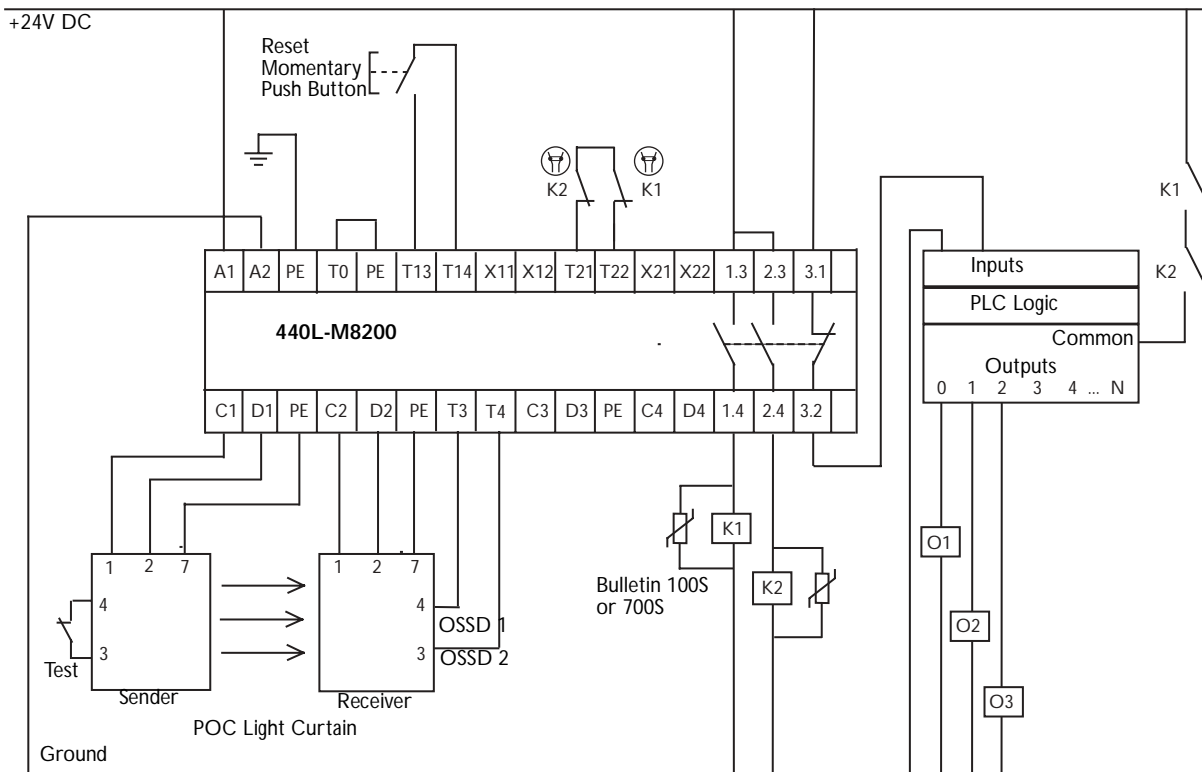 +24V DC
Reset
Momentary
Push Button
K2
K1
K1
K2
A1 A2 PE T0 PE T13 T14 X11 X12 T21 T22 X21 X22 1.3 2.3 3.1
440L-M8200
C1 D1 PE C2 D2 PE T3 T4 C3 D3 PE C4 D4 1.4 2.4 3.2
Inputs
PLC Logic
Common
Outputs
0 1 2 3 4 ... N
K1
K2
Bulletin 100S
or 700S
O1
O2
O3
1 2 7
4
3
Test
Sender
1 2 7
4
3
OSSD 1
OSSD 2
Receiver
POC Light Curtain
Ground